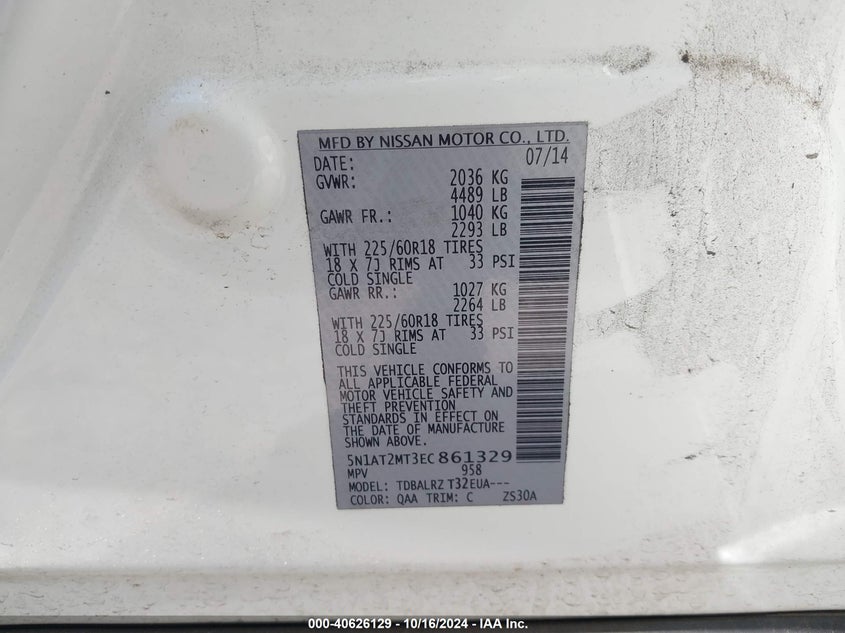 MFD BY NISSAN MOTOR CO., LTD.
DATE: 07/14
GVWR: 2036 KG
4489 LB
GAWR FR.: 1040 KG
2293 LB
WITH 225/60R18 TIRES
18 X 7J RIMS AT 33 PSI
COLD SINGLE
GAWR RR.: 1027 KG
2264 LB
WITH 225/60R18 TIRES
18 X 7J RIMS AT 33 PSI
COLD SINGLE
THIS VEHICLE CONFORMS TO
ALL APPLICABLE FEDERAL
MOTOR VEHICLE SAFETY AND
THEFT PREVENTION
STANDARDS IN EFFECT ON
THE DATE OF MANUFACTURE
SHOWN ABOVE.
5N1AT2MT3EC861329
MPV 958
MODEL: TDBALRZ T32EUA---
COLOR: QAA TRIM: C ZS30A
000-40626129 - 10/16/2024 - IAA Inc.